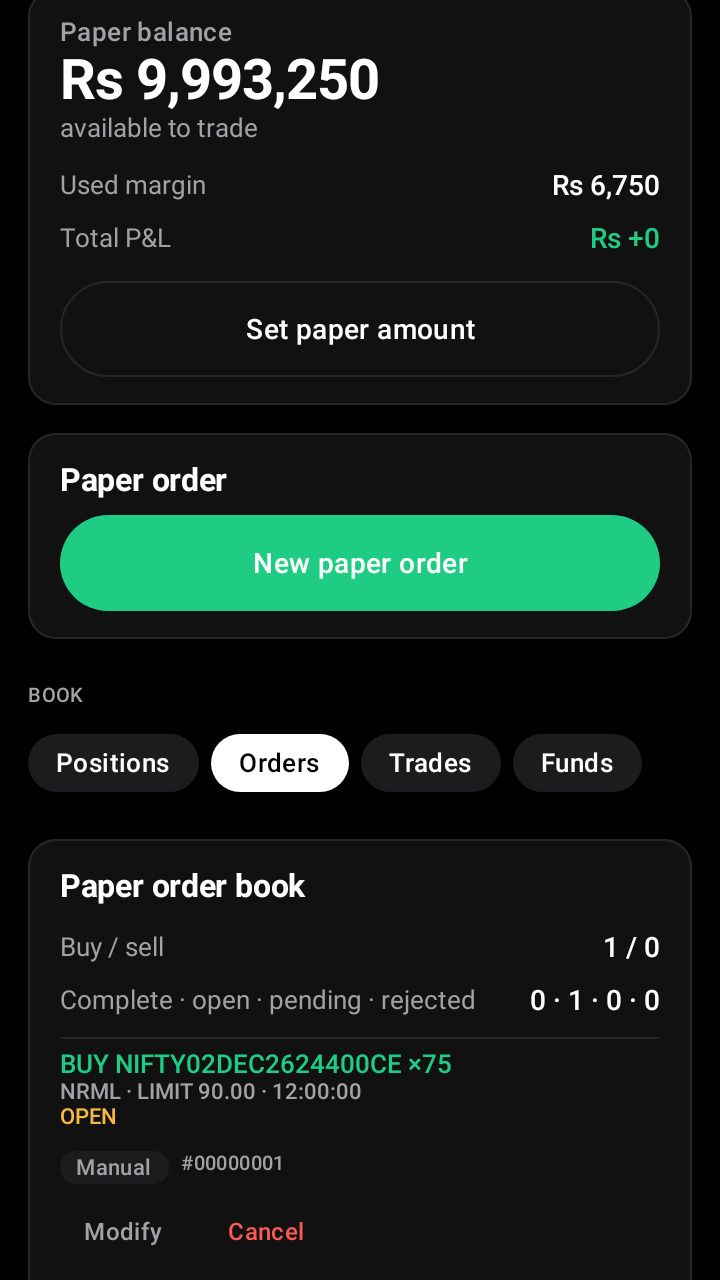 Paper balance
Rs 9,993,250
available to trade
Used margin Rs 6,750
Total P&L Rs +0
Set paper amount
Paper order
New paper order
BOOK
Positions Orders Trades Funds
Paper order book
Buy / sell 1 / 0
Complete · open · pending · rejected 0 · 1 · 0 · 0
BUY NIFTY02DEC2624400CE ×75
NRML · LIMIT 90.00 · 12:00:00
OPEN
Manual #00000001
Modify Cancel